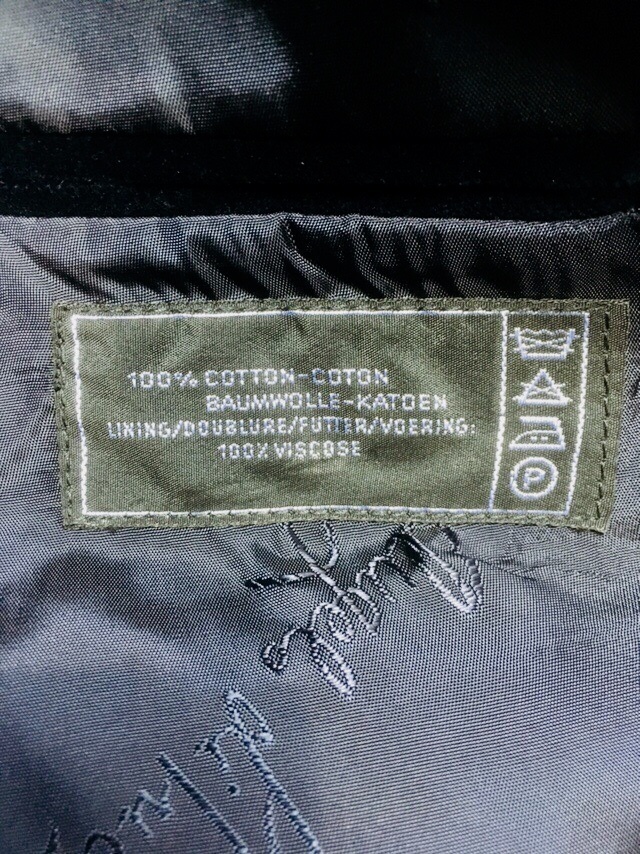 100% COTTON-COTON
BAUMWOLLE-KATOEN
LINING/DOUBLURE/FUTTER/VOERING:
100% VISCOSE
P